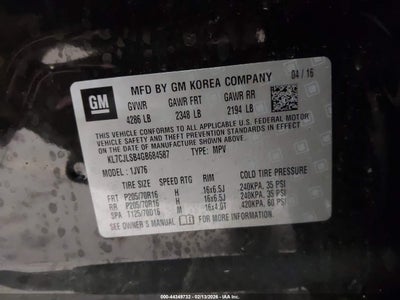 GM
MFD BY GM KOREA COMPANY 04 / 16
GVWR GAWR FRT GAWR RR
4286 LB 2348 LB 2194 LB
THIS VEHICLE CONFORMS TO ALL APPLICABLE U.S. FEDERAL
MOTOR VEHICLE SAFETY, BUMPER, AND THEFT PREVENTION
STANDARDS IN EFFECT ON THE DATE OF MANUFACTURE SHOWN ABOVE.
KL7CJLSB4GB684587 TYPE: MPV
MODEL : 1JV76
TIRE SIZE SPEED RTG RIM COLD TIRE PRESSURE
FRT P205/70R16 H 16x6.5J 240KPA, 35 PSI
RR P205/70R16 H 16x6.5J 240KPA, 35 PSI
SPA T125/70D16 M 16x4.0T 420KPA, 60 PSI
SEE OWNER'S MANUAL FOR MORE INFORMATION.
000-44249732 - 02/13/2026 - IAA, Inc.